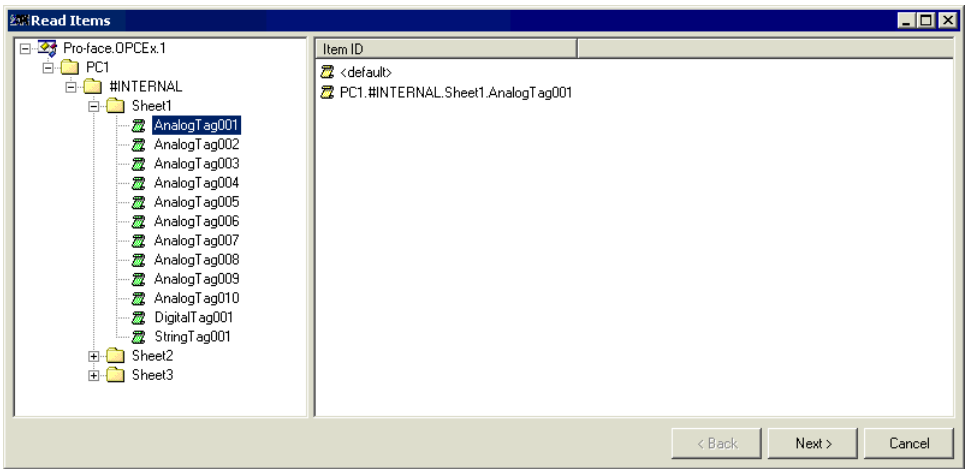 Read Items
Pro-face.OPCEx.1
PC1
#INTERNAL
Sheet1
AnalogTag001
AnalogTag002
AnalogTag003
AnalogTag004
AnalogTag005
AnalogTag006
AnalogTag007
AnalogTag008
AnalogTag009
AnalogTag010
DigitalTag001
StringTag001
Sheet2
Sheet3
Item ID
<default>
PC1.#INTERNAL.Sheet1.AnalogTag001
< Back
Next >
Cancel